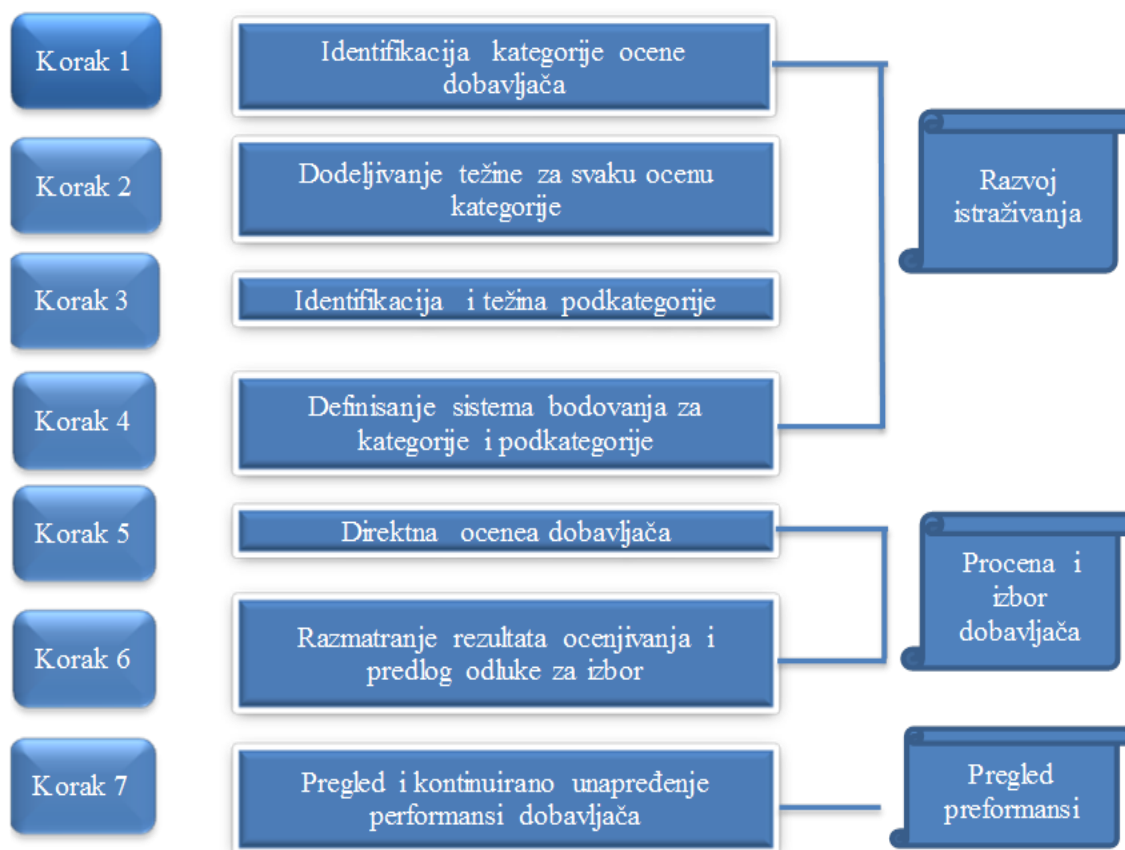 Korak 1
Identifikacija kategorije ocene
dobavljača
Korak 2
Dodeljivanje težine za svaku ocenu
kategorije
Razvoj
istraživanja
Korak 3
Identifikacija i težina podkategorije
Korak 4
Definisanje sistema bodovanja za
kategorije i podkategorije
Korak 5
Direktna ocenea dobavljača
Procena i
izbor
dobavljača
Korak 6
Razmatranje rezultata ocenjivanja i
predlog odluke za izbor
Korak 7
Pregled i kontinuirano unapređenje
performansi dobavljača
Pregled
preformansi